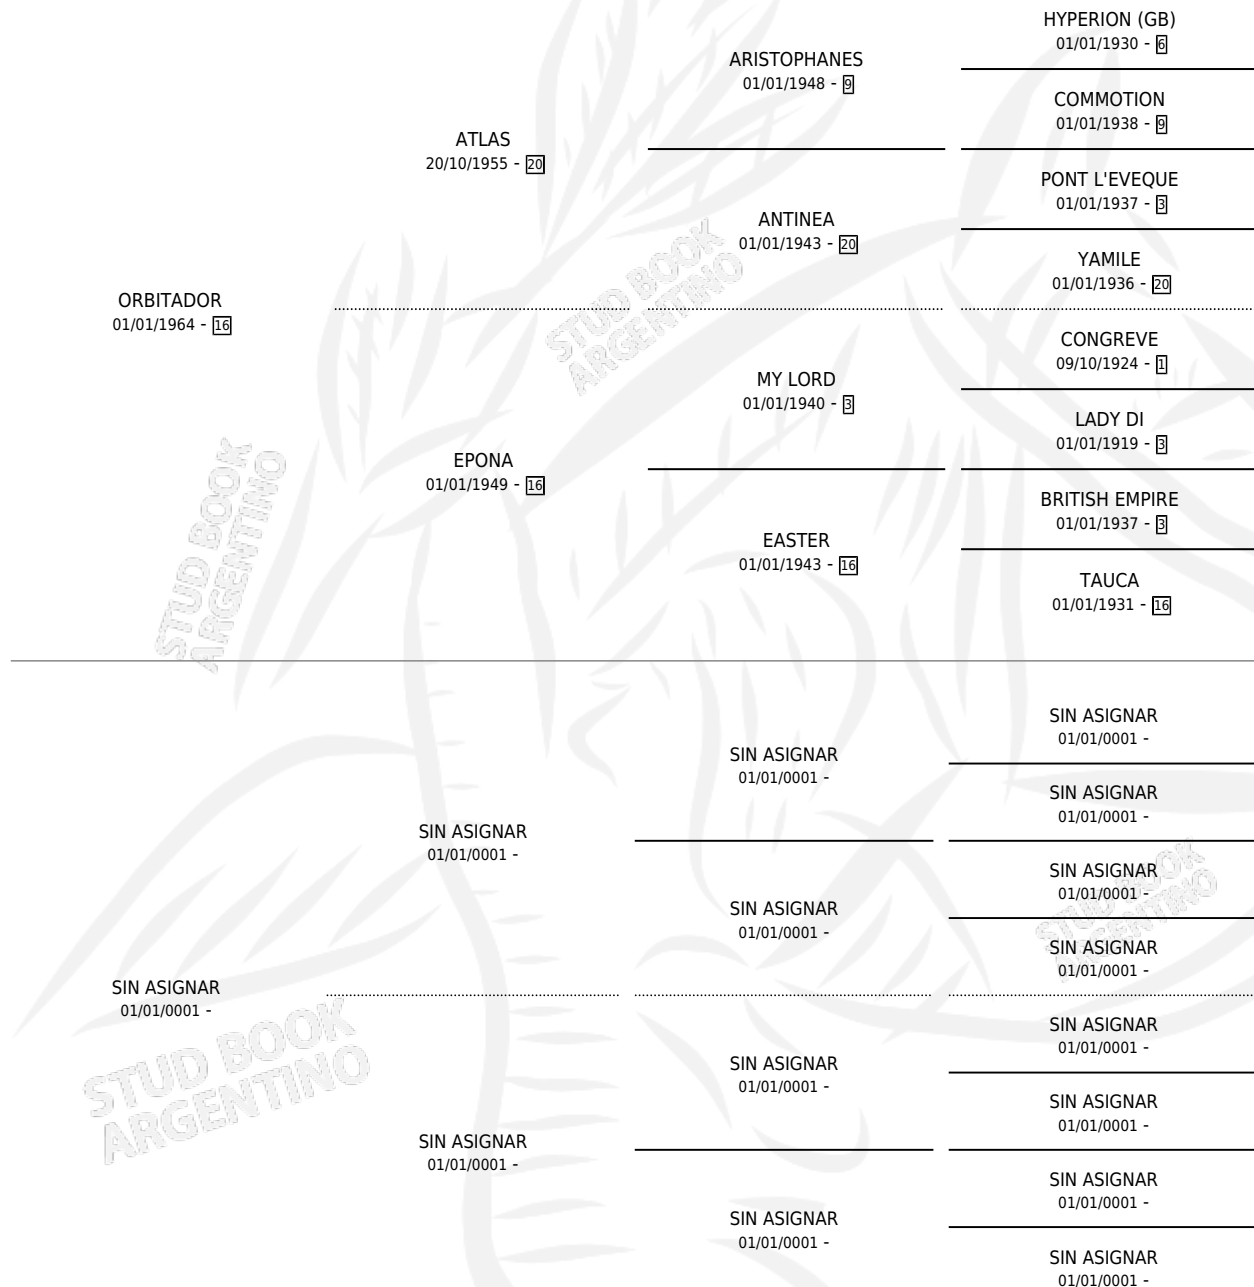 HYPERION (GB)
01/01/1930 - 6
ARISTOPHANES
01/01/1948 - 9
COMMOTION
01/01/1938 - 9
ATLAS
20/10/1955 - 20
PONT L'EVEQUE
01/01/1937 - 3
ANTINEA
01/01/1943 - 20
YAMILE
01/01/1936 - 20
ORBITADOR
01/01/1964 - 16
CONGREVE
09/10/1924 - 1
MY LORD
01/01/1940 - 3
LADY DI
01/01/1919 - 3
EPONA
01/01/1949 - 16
BRITISH EMPIRE
01/01/1937 - 3
EASTER
01/01/1943 - 16
TAUCA
01/01/1931 - 16
STUD BOOK
ARGENTINO
STUD BOOK
ARGENTINO
SIN ASIGNAR
01/01/0001 -
SIN ASIGNAR
01/01/0001 -
SIN ASIGNAR
01/01/0001 -
SIN ASIGNAR
01/01/0001 -
SIN ASIGNAR
01/01/0001 -
SIN ASIGNAR
01/01/0001 -
SIN ASIGNAR
01/01/0001 -
SIN ASIGNAR
01/01/0001 -
SIN ASIGNAR
01/01/0001 -
SIN ASIGNAR
01/01/0001 -
SIN ASIGNAR
01/01/0001 -
SIN ASIGNAR
01/01/0001 -
SIN ASIGNAR
01/01/0001 -
SIN ASIGNAR
01/01/0001 -
SIN ASIGNAR
01/01/0001 -
STUD BOOK
ARGENTINO
STUD BOOK
ARGENTINO